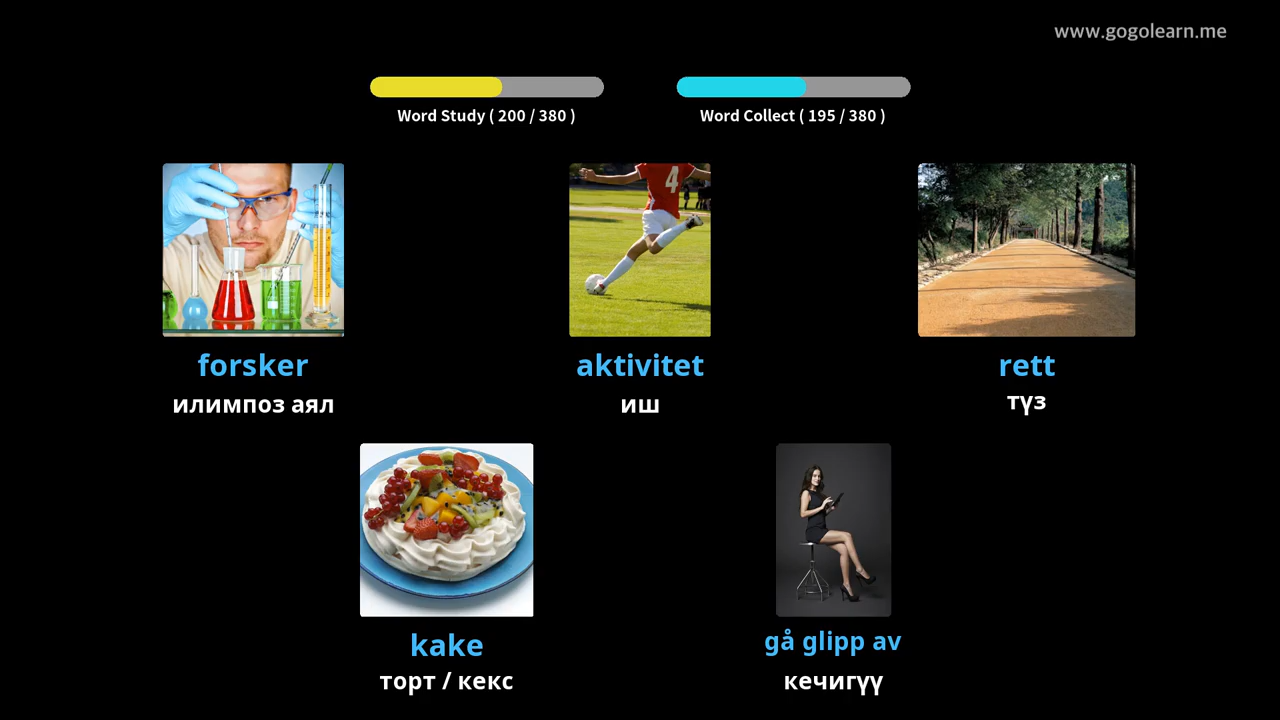 www.gogolearn.me
Word Study ( 200 / 380 )
Word Collect ( 195 / 380 )
forsker
илимпоз аял
aktivitet
иш
rett
түз
kake
торт / кекс
gå glipp av
кечигүү
4